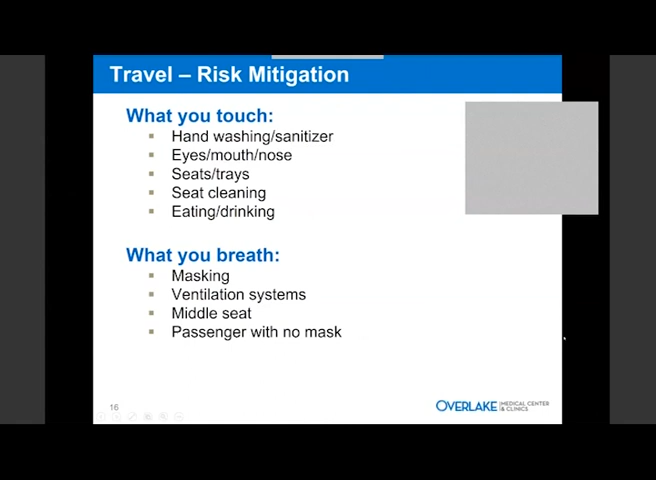 Travel – Risk Mitigation
What you touch:
Hand washing/sanitizer
Eyes/mouth/nose
Seats/trays
Seat cleaning
Eating/drinking
What you breath:
Masking
Ventilation systems
Middle seat
Passenger with no mask
16
OVERLAKE MEDICAL CENTER
& CLINICS